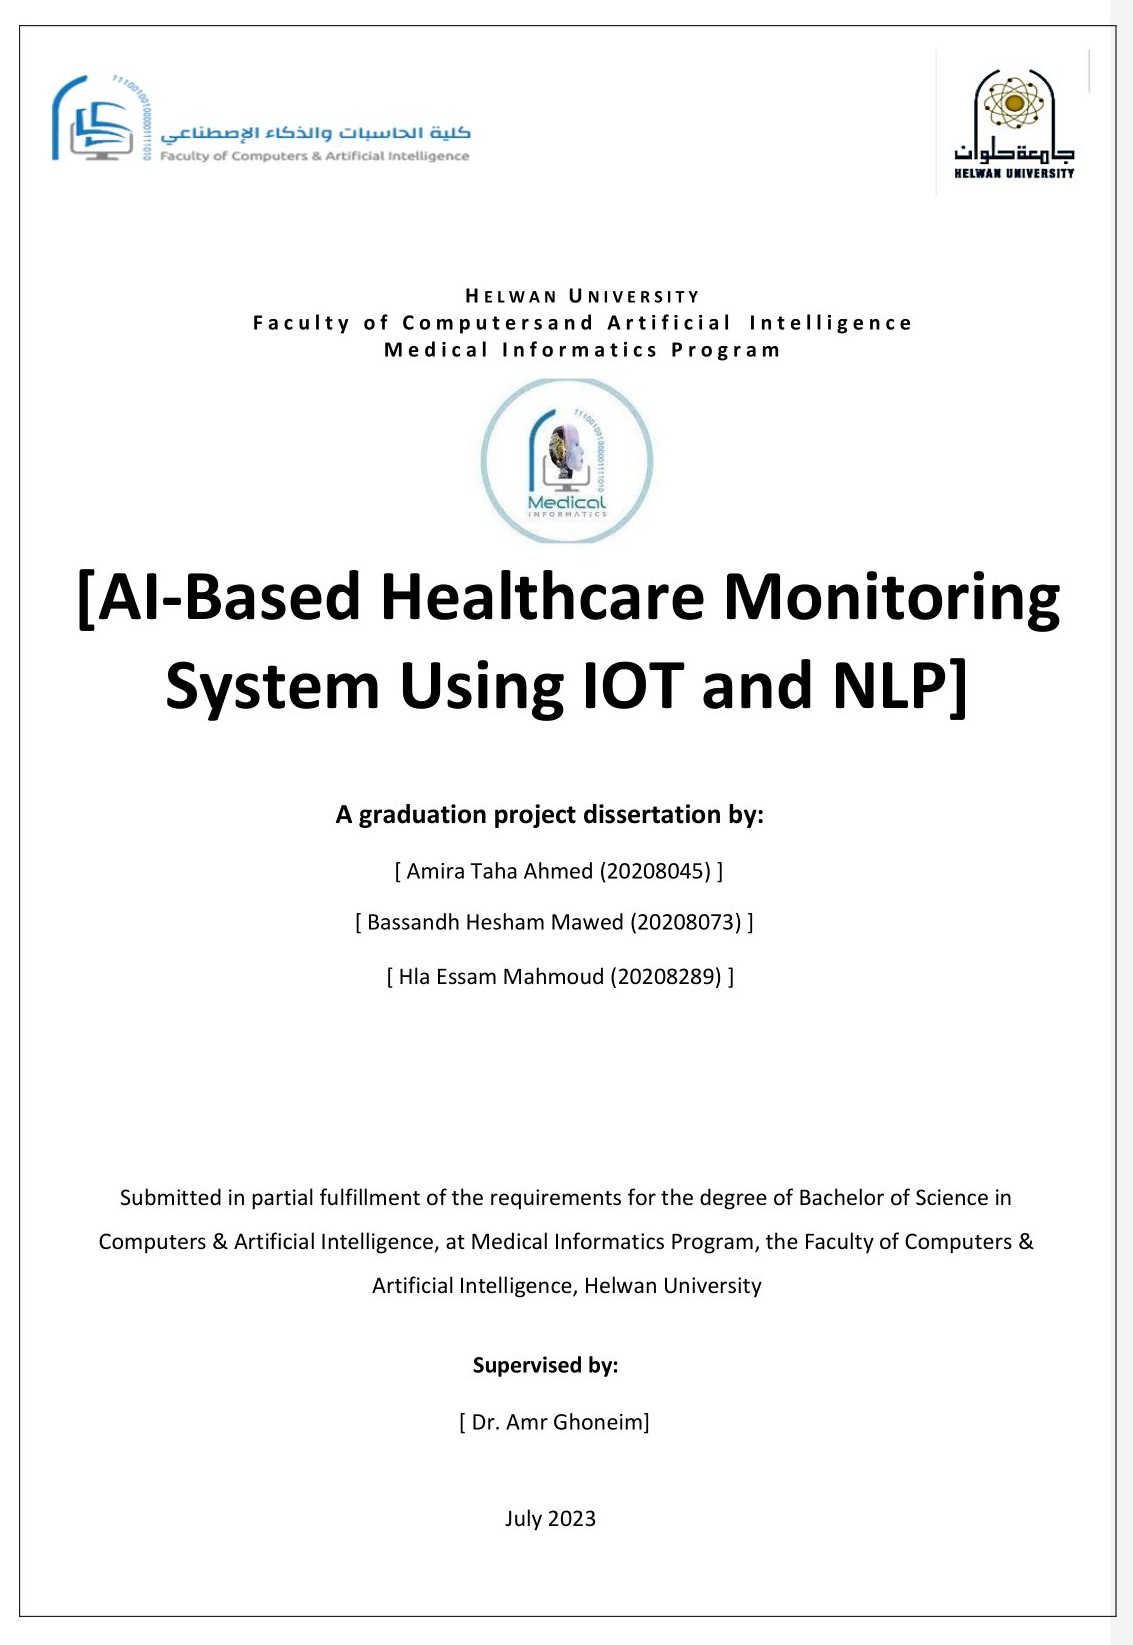 11100100100000111010
كلية الحاسبات والذكاء الإصطناعي
Faculty of Computers & Artificial Intelligence
جامعة حلوان
HELWAN UNIVERSITY
HELWAN UNIVERSITY
Faculty of Computersand Artificial Intelligence
Medical Informatics Program
Medical
INFORMATICS
[AI-Based Healthcare Monitoring
System Using IOT and NLP]
A graduation project dissertation by:
[ Amira Taha Ahmed (20208045) ]
[ Bassandh Hesham Mawed (20208073) ]
[ Hla Essam Mahmoud (20208289) ]
Submitted in partial fulfillment of the requirements for the degree of Bachelor of Science in
Computers & Artificial Intelligence, at Medical Informatics Program, the Faculty of Computers &
Artificial Intelligence, Helwan University
Supervised by:
[ Dr. Amr Ghoneim]
July 2023